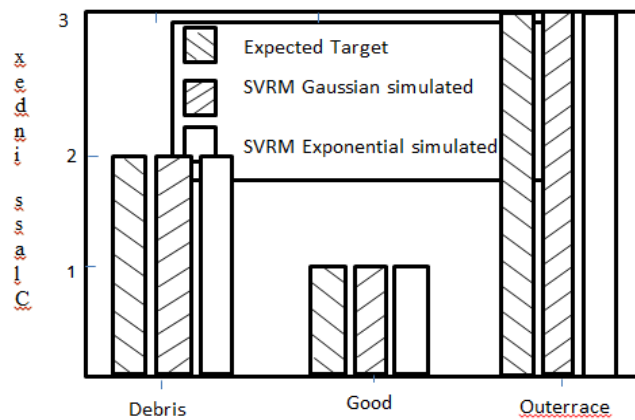 3
2
1
x
e
d
n
i
s
s
a
l
C
Expected Target
SVRM Gaussian simulated
SVRM Exponential simulated
Debris
Good
Outerrace